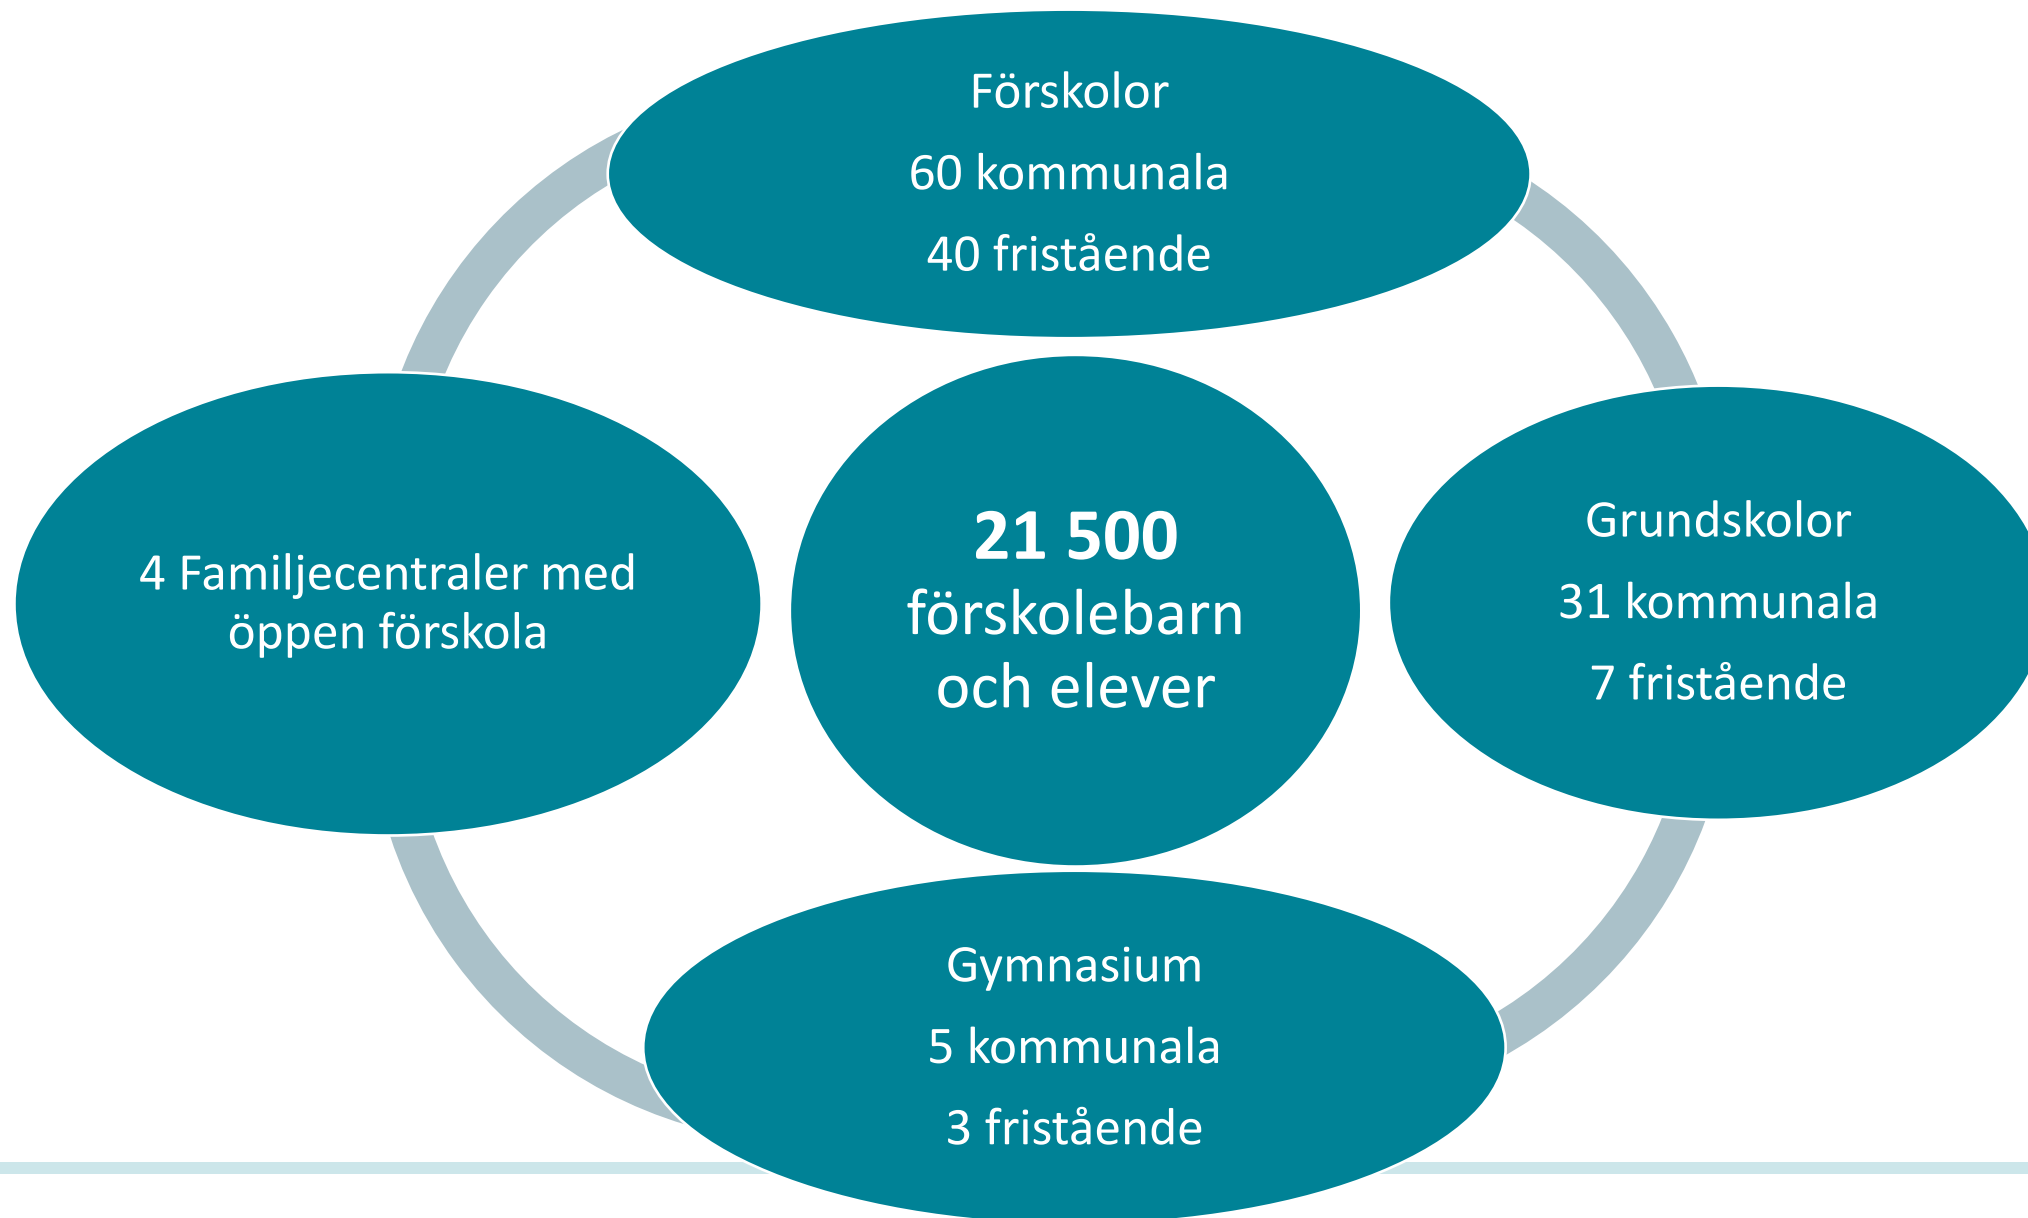 Förskolor
60 kommunala
40 fristående
4 Familjecentraler med
öppen förskola
21 500
förskolebarn
och elever
Grundskolor
31 kommunala
7 fristående
Gymnasium
5 kommunala
3 fristående